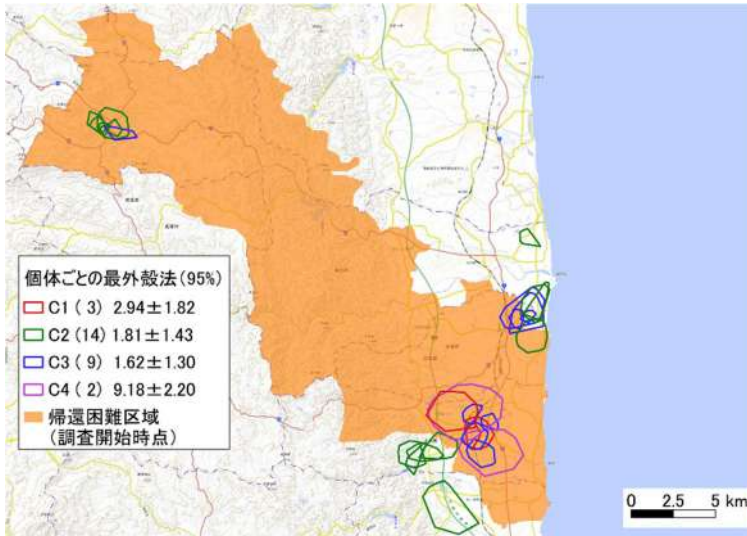 個体ごとの最外殻法(95%)
C1 ( 3) 2.94±1.82
C2 (14) 1.81±1.43
C3 ( 9) 1.62±1.30
C4 ( 2) 9.18±2.20
帰還困難区域
(調査開始時点)
0 2.5 5 km